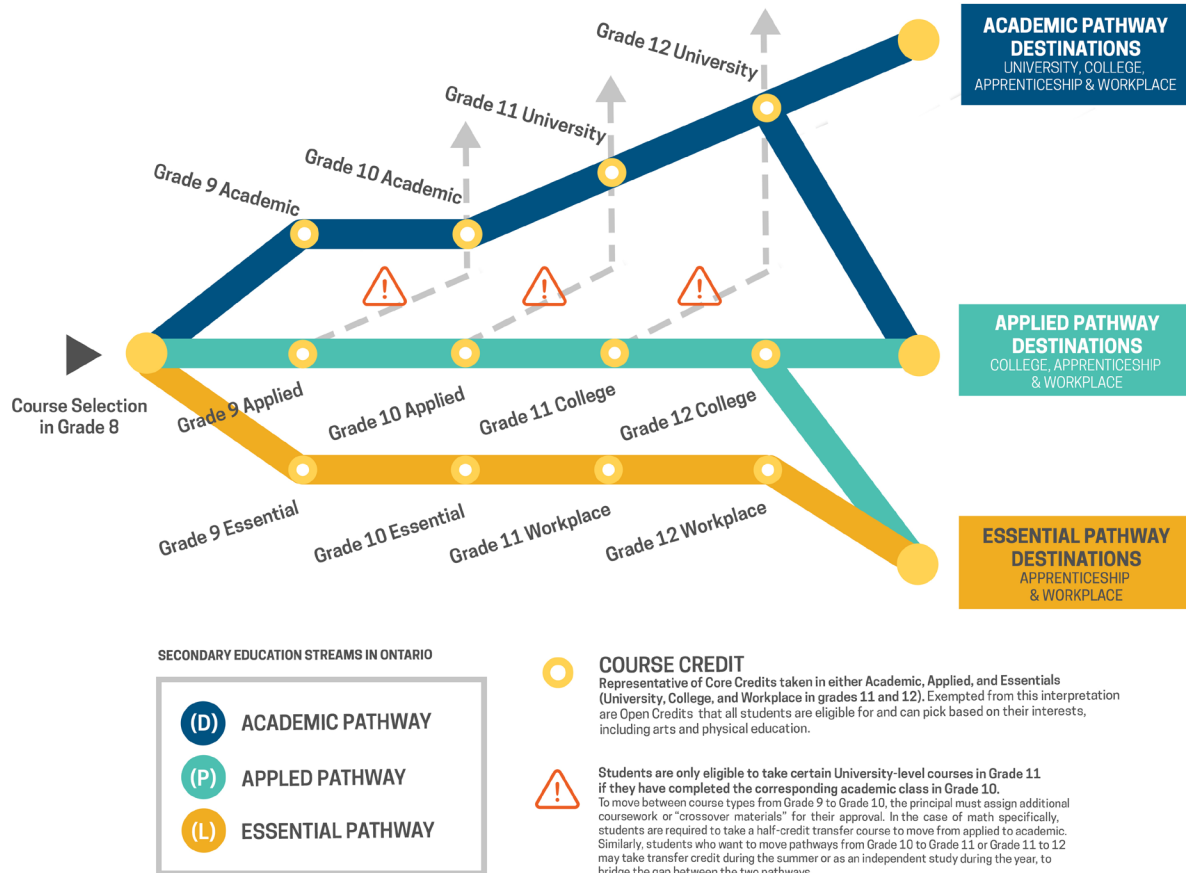 Grade 12 University
ACADEMIC PATHWAY
DESTINATIONS
UNIVERSITY, COLLEGE,
APPRENTICESHIP & WORKPLACE
Grade 11 University
Grade 10 Academic
Grade 9 Academic
APPLIED PATHWAY
DESTINATIONS
COLLEGE, APPRENTICESHIP
& WORKPLACE
Course Selection
in Grade 8
Grade 9 Applied
Grade 10 Applied
Grade 11 College
Grade 12 College
Grade 9 Essential
Grade 10 Essential
Grade 11 Workplace
Grade 12 Workplace
ESSENTIAL PATHWAY
DESTINATIONS
APPRENTICESHIP
& WORKPLACE
SECONDARY EDUCATION STREAMS IN ONTARIO
(D) ACADEMIC PATHWAY
(P) APPLED PATHWAY
(L) ESSENTIAL PATHWAY
COURSE CREDIT
Representative of Core Credits taken in either Academic, Applied, and Essentials
(University, College, and Workplace in grades 11 and 12). Exempted from this interpretation
are Open Credits that all students are eligible for and can pick based on their interests,
including arts and physical education.
Students are only eligible to take certain University-level courses in Grade 11
if they have completed the corresponding academic class in Grade 10.
To move between course types from Grade 9 to Grade 10, the principal must assign additional
coursework or "crossover materials" for their approval. In the case of math specifically,
students are required to take a half-credit transfer course to move from applied to academic.
Similarly, students who want to move pathways from Grade 10 to Grade 11 or Grade 11 to 12
may take transfer credit during the summer or as an independent study during the year, to
bridge the gap between the two pathways.